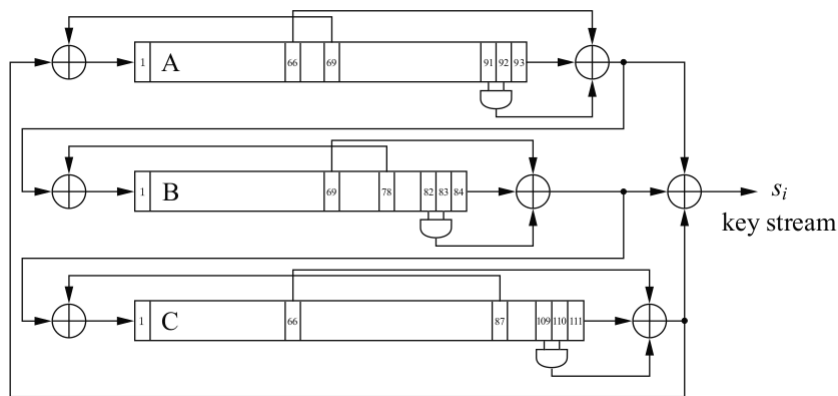 1 A 66 69 91 92 93
1 B 69 78 82 83 84
s_i
key stream
1 C 66 87 109 110 111